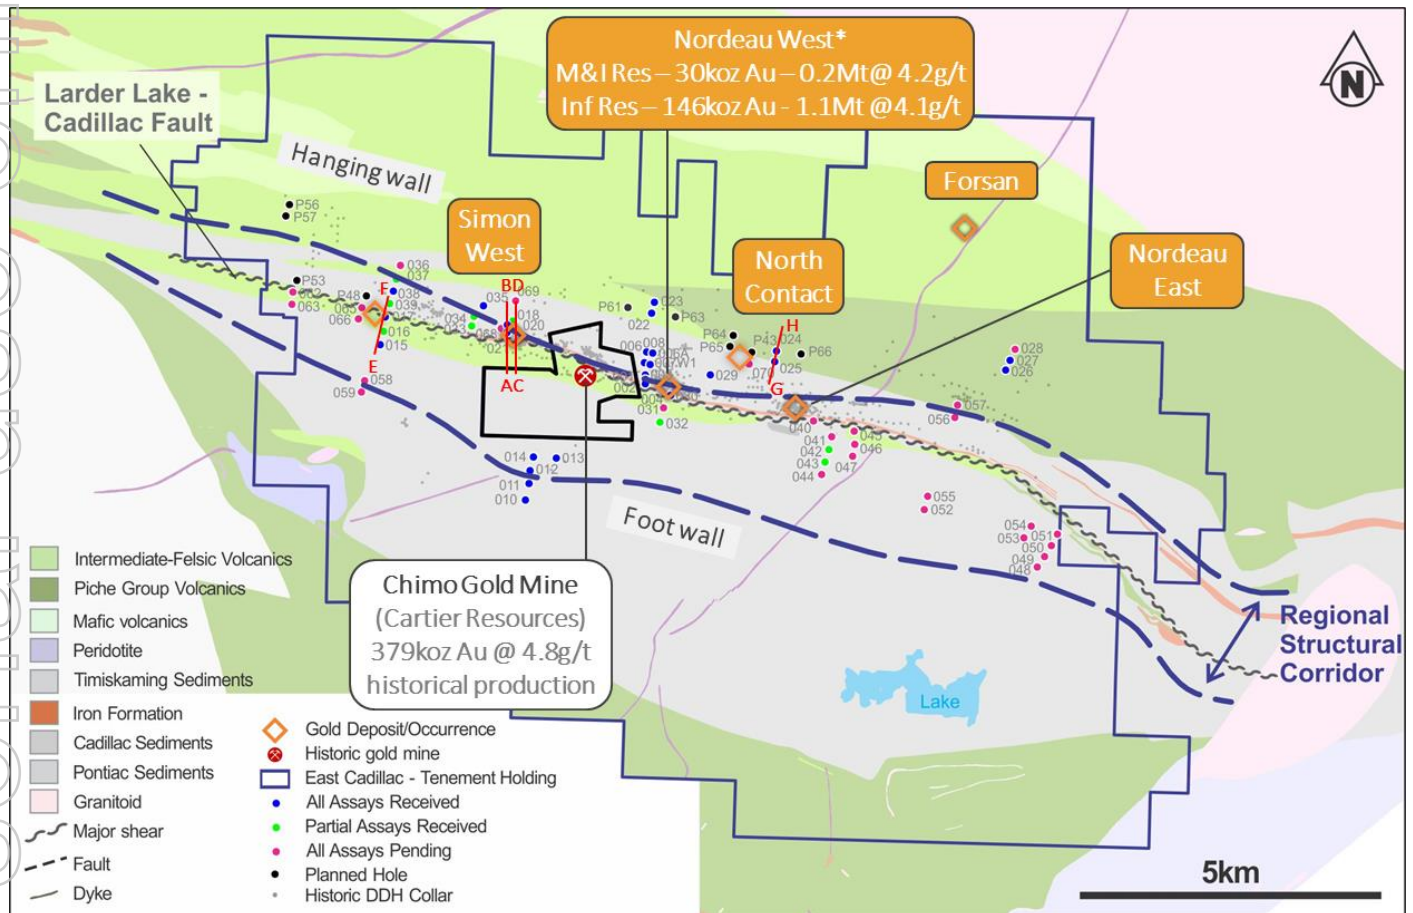 Nordeau West*
M&I Res – 30koz Au – 0.2Mt@ 4.2g/t
Inf Res – 146koz Au - 1.1Mt @4.1g/t
N
Larder Lake -
Cadillac Fault
Hanging wall
Forsan
Simon
West
North
Contact
Nordeau
East
P56
P57
036
037
P53
063
P48
F
038
039
066
016
015
E
058
059
035
BD
069
018
020
034
AC
P61
023
022
P63
008
006
P64
P65
P43
024
H
P66
070
025
G
029
028
027
026
031
032
040
041
042
043
044
045
046
047
057
056
014
013
012
011
010
055
052
054
053
051
050
049
048
Foot wall
Chimo Gold Mine
(Cartier Resources)
379koz Au @ 4.8g/t
historical production
Regional
Structural
Corridor
Lake
Intermediate-Felsic Volcanics
Piche Group Volcanics
Mafic volcanics
Peridotite
Timiskaming Sediments
Iron Formation
Cadillac Sediments
Pontiac Sediments
Granitoid
Major shear
Fault
Dyke
Gold Deposit/Occurrence
Historic gold mine
East Cadillac - Tenement Holding
All Assays Received
Partial Assays Received
All Assays Pending
Planned Hole
Historic DDH Collar
5km